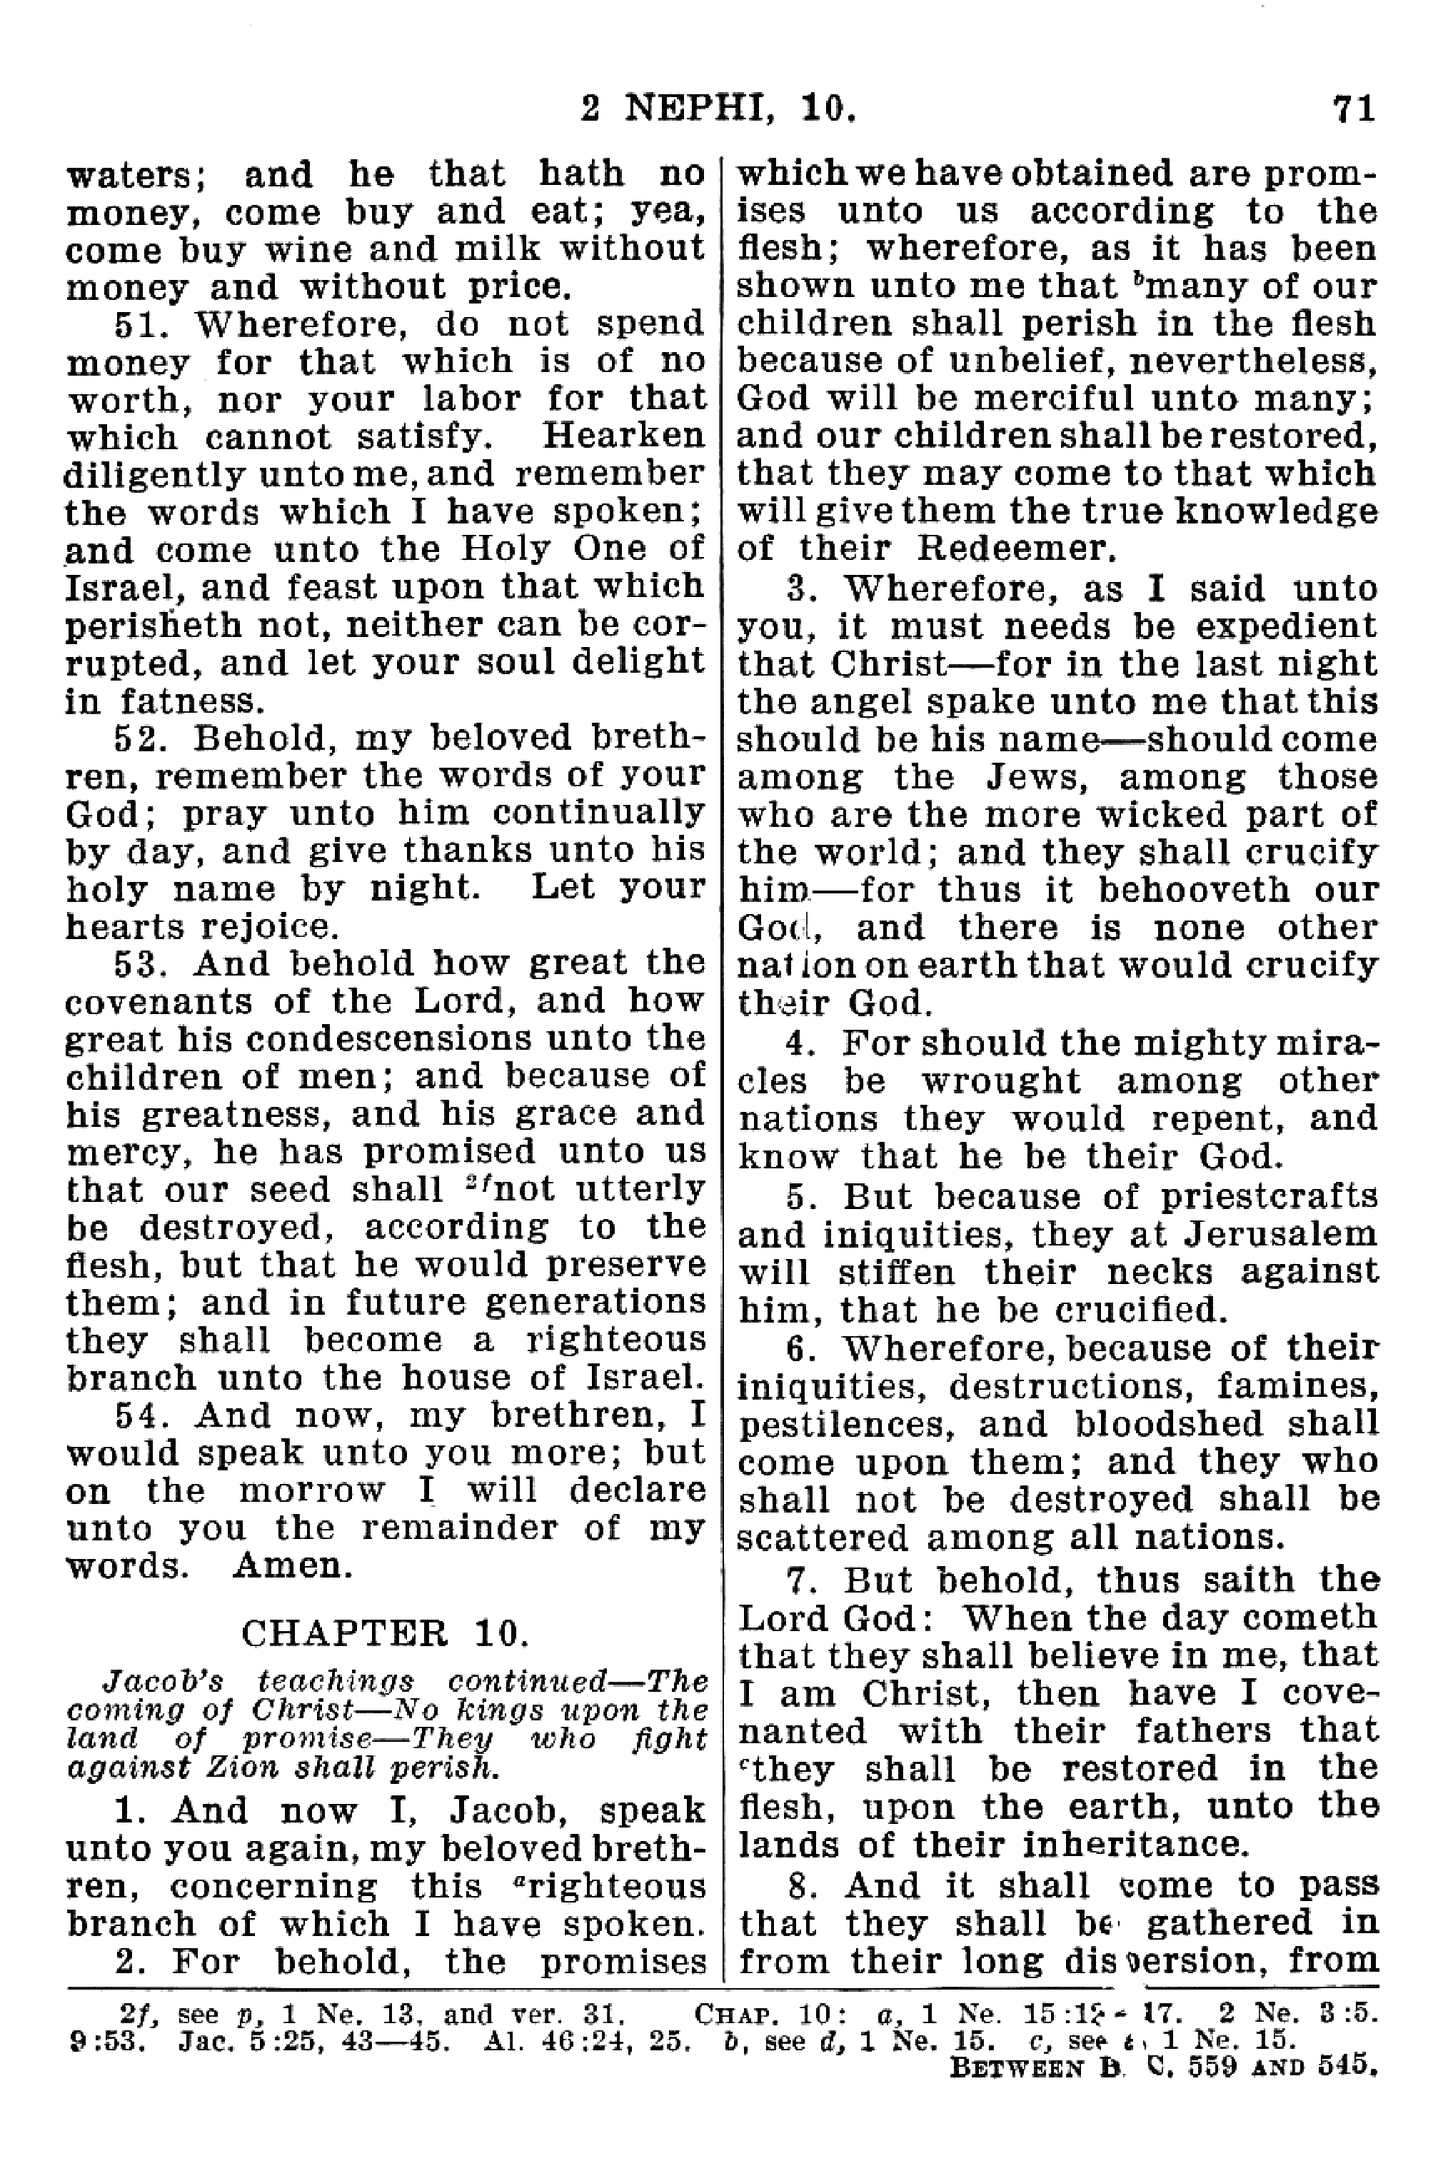 2 NEPHI, 10. 71
waters; and he that hath no
money, come buy and eat; yea,
come buy wine and milk without
money and without price.
51. Wherefore, do not spend
money for that which is of no
worth, nor your labor for that
which cannot satisfy. Hearken
diligently unto me, and remember
the words which I have spoken;
and come unto the Holy One of
Israel, and feast upon that which
perisheth not, neither can be cor-
rupted, and let your soul delight
in fatness.
52. Behold, my beloved breth-
ren, remember the words of your
God; pray unto him continually
by day, and give thanks unto his
holy name by night. Let your
hearts rejoice.
53. And behold how great the
covenants of the Lord, and how
great his condescensions unto the
children of men; and because of
his greatness, and his grace and
mercy, he has promised unto us
that our seed shall 2fnot utterly
be destroyed, according to the
flesh, but that he would preserve
them; and in future generations
they shall become a righteous
branch unto the house of Israel.
54. And now, my brethren, I
would speak unto you more; but
on the morrow I will declare
unto you the remainder of my
words. Amen.
CHAPTER 10.
Jacob's teachings continued—The
coming of Christ—No kings upon the
land of promise—They who fight
against Zion shall perish.
1. And now I, Jacob, speak
unto you again, my beloved breth-
ren, concerning this arighteous
branch of which I have spoken.
2. For behold, the promises
which we have obtained are prom-
ises unto us according to the
flesh; wherefore, as it has been
shown unto me that bmany of our
children shall perish in the flesh
because of unbelief, nevertheless,
God will be merciful unto many;
and our children shall be restored,
that they may come to that which
will give them the true knowledge
of their Redeemer.
3. Wherefore, as I said unto
you, it must needs be expedient
that Christ—for in the last night
the angel spake unto me that this
should be his name—should come
among the Jews, among those
who are the more wicked part of
the world; and they shall crucify
him—for thus it behooveth our
God, and there is none other
nation on earth that would crucify
their God.
4. For should the mighty mira-
cles be wrought among other
nations they would repent, and
know that he be their God.
5. But because of priestcrafts
and iniquities, they at Jerusalem
will stiffen their necks against
him, that he be crucified.
6. Wherefore, because of their
iniquities, destructions, famines,
pestilences, and bloodshed shall
come upon them; and they who
shall not be destroyed shall be
scattered among all nations.
7. But behold, thus saith the
Lord God: When the day cometh
that they shall believe in me, that
I am Christ, then have I cove-
nanted with their fathers that
cthey shall be restored in the
flesh, upon the earth, unto the
lands of their inheritance.
8. And it shall come to pass
that they shall be gathered in
from their long dispersion, from
2f, see p, 1 Ne. 13, and ver. 31. CHAP. 10: a, 1 Ne. 17. 2 Ne. 3:5.
9:53. Jac. 5:25, 43—45. Al. 46:24, 25. b, see d, 1 Ne. 15. c, see 1 Ne. 15.
BETWEEN B. C. 559 AND 545.